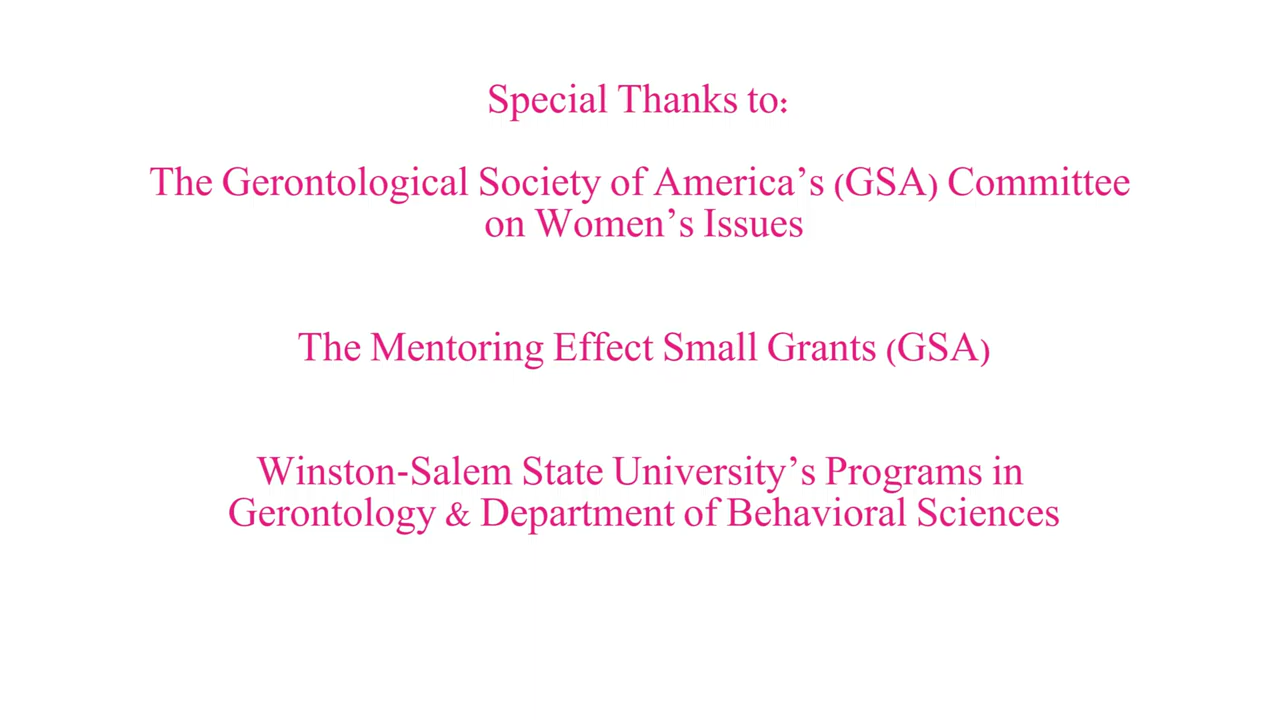 Special Thanks to:
The Gerontological Society of America’s (GSA) Committee
on Women’s Issues
The Mentoring Effect Small Grants (GSA)
Winston-Salem State University’s Programs in
Gerontology & Department of Behavioral Sciences